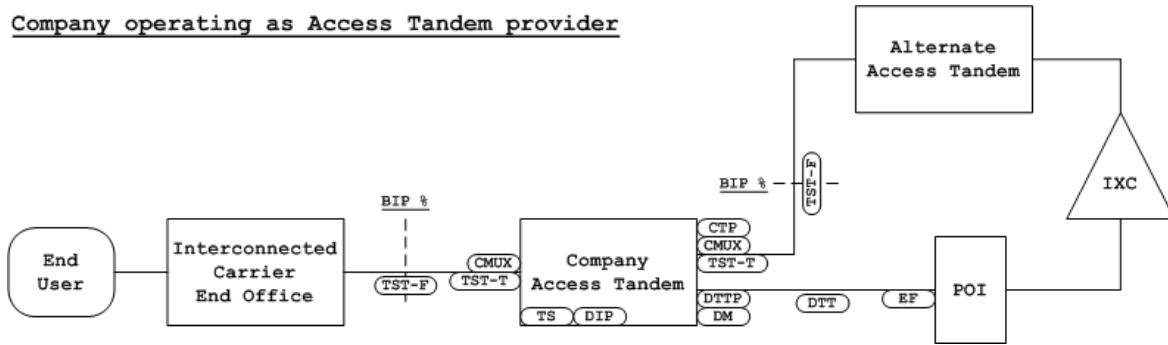 Company operating as Access Tandem provider
Alternate
Access Tandem
TST-F
BIP %
IXC
BIP %
End
User
Interconnected
Carrier
End Office
CMUX
TST-T
TST-F
Company
Access Tandem
TS
DIP
CTP
CMUX
TST-T
DTTP
DM
DTT
EF
POI